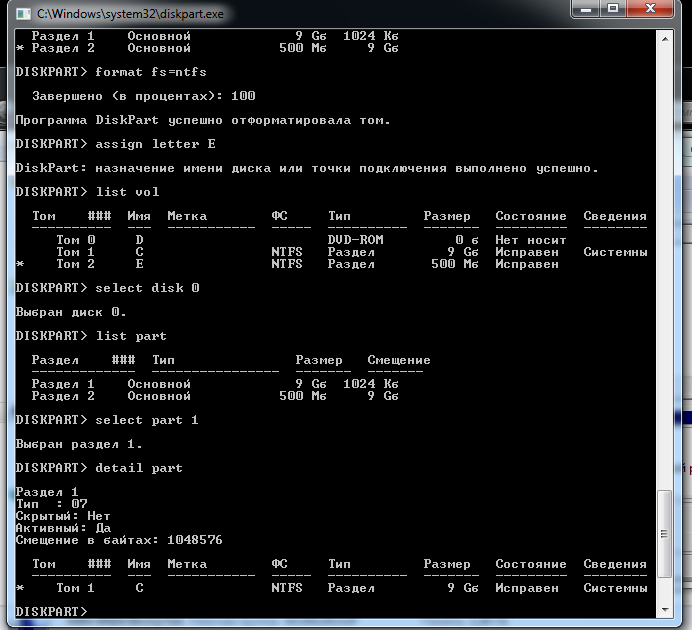 C:\Windows\system32\diskpart.exe
Раздел 1 Основной 9 Gб 1024 Kб
* Раздел 2 Основной 500 Mб 9 Gб
DISKPART> format fs=ntfs
Завершено (в процентах): 100
Программа DiskPart успешно отформатировала том.
DISKPART> assign letter E
DiskPart: назначение имени диска или точки подключения выполнено успешно.
DISKPART> list vol
Том ### Имя Метка ФС Тип Размер Состояние Сведения
---------- --- ----------- ----- ---------- ------- --------- --------
Том 0 D DVD-ROM 0 б Нет носит
Том 1 C NTFS Раздел 9 Gб Исправен Системны
* Том 2 E NTFS Раздел 500 Mб Исправен
DISKPART> select disk 0
Выбран диск 0.
DISKPART> list part
Раздел ### Тип Размер Смещение
------------- ---------------- ------- -------
Раздел 1 Основной 9 Gб 1024 Kб
Раздел 2 Основной 500 Mб 9 Gб
DISKPART> select part 1
Выбран раздел 1.
DISKPART> detail part
Раздел 1
Тип : 07
Скрытый: Нет
Активный: Да
Смещение в байтах: 1048576
Том ### Имя Метка ФС Тип Размер Состояние Сведения
---------- --- ----------- ----- ---------- ------- --------- --------
* Том 1 C NTFS Раздел 9 Gб Исправен Системны
DISKPART>